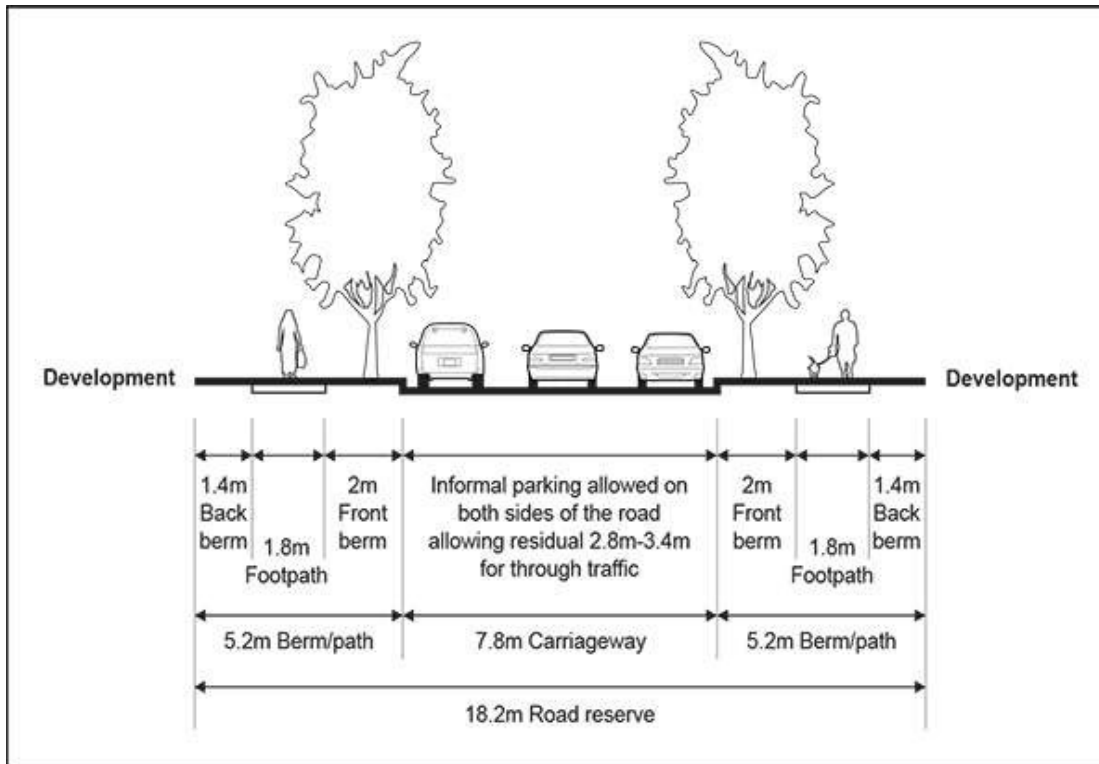 Development
Development
1.4m
Back
berm
1.8m
Footpath
2m
Front
berm
Informal parking allowed on
both sides of the road
allowing residual 2.8m-3.4m
for through traffic
2m
Front
berm
1.8m
Footpath
1.4m
Back
berm
5.2m Berm/path
7.8m Carriageway
5.2m Berm/path
18.2m Road reserve